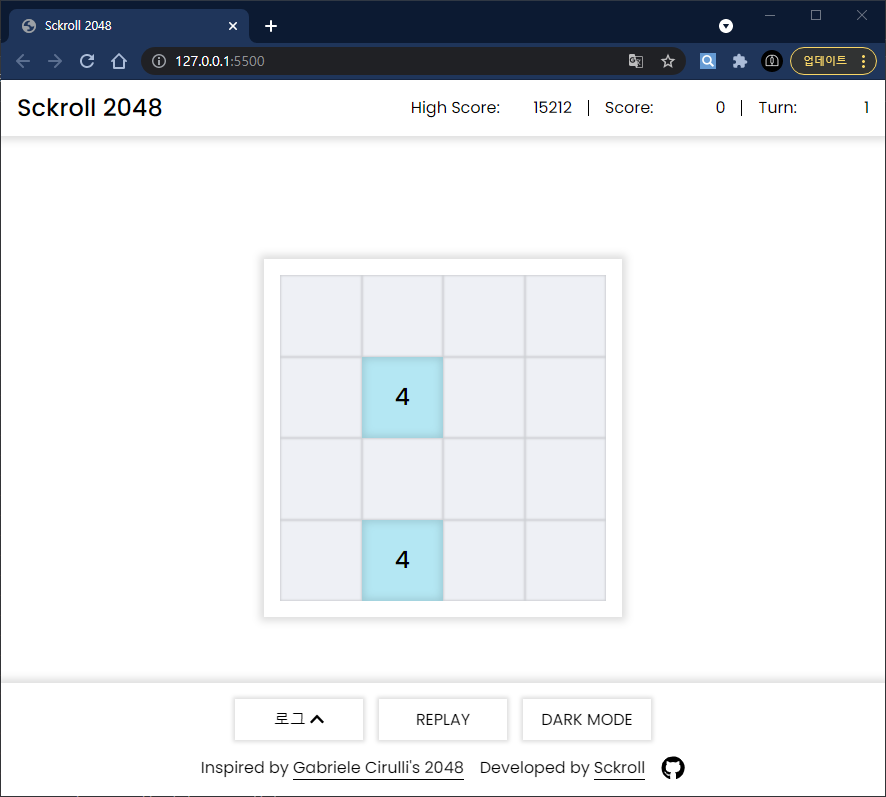 Sckroll 2048
127.0.0.1:5500
업데이트
Sckroll 2048
High Score: 15212 | Score: 0 | Turn: 1
4
4
로그 REPLAY DARK MODE
Inspired by Gabriele Cirulli's 2048 Developed by Sckroll